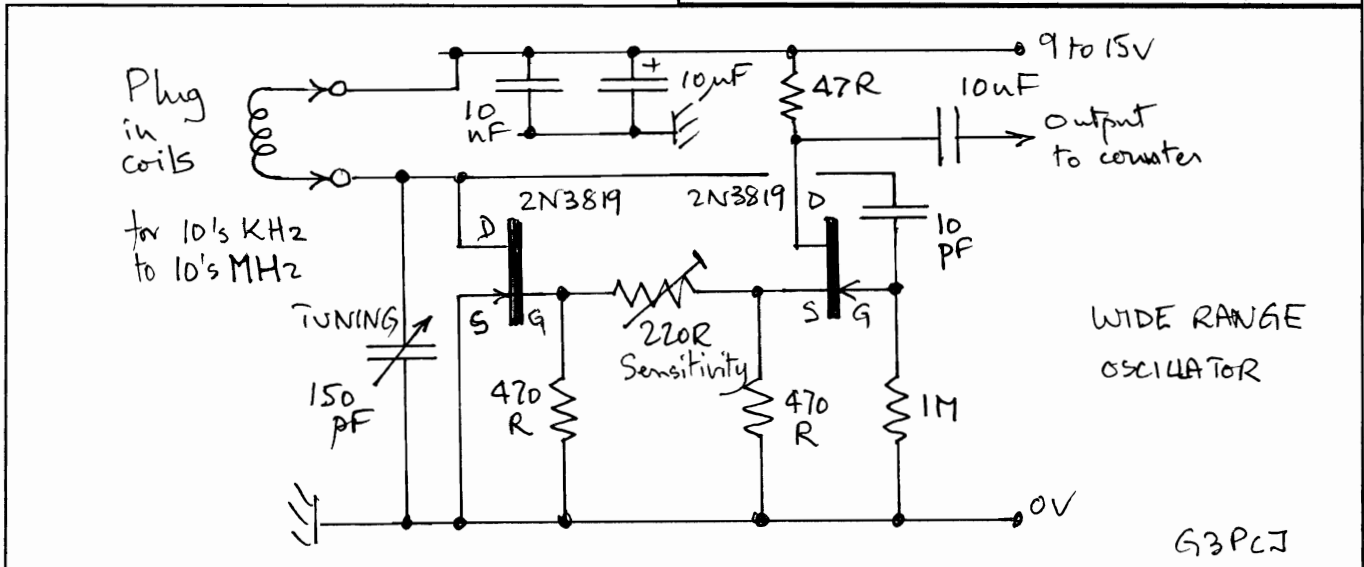 Plug
in
coils
for 10's KHz
to 10's MHz
TUNING
150
pF
10
nF
+
10uF
47R
9 to 15V
10nF
Output
to counter
2N3819
2N3819
D
S
G
D
S
G
10
pF
220R
Sensitivity
470
R
470
R
1M
0V
WIDE RANGE
OSCILLATOR
G3PCJ